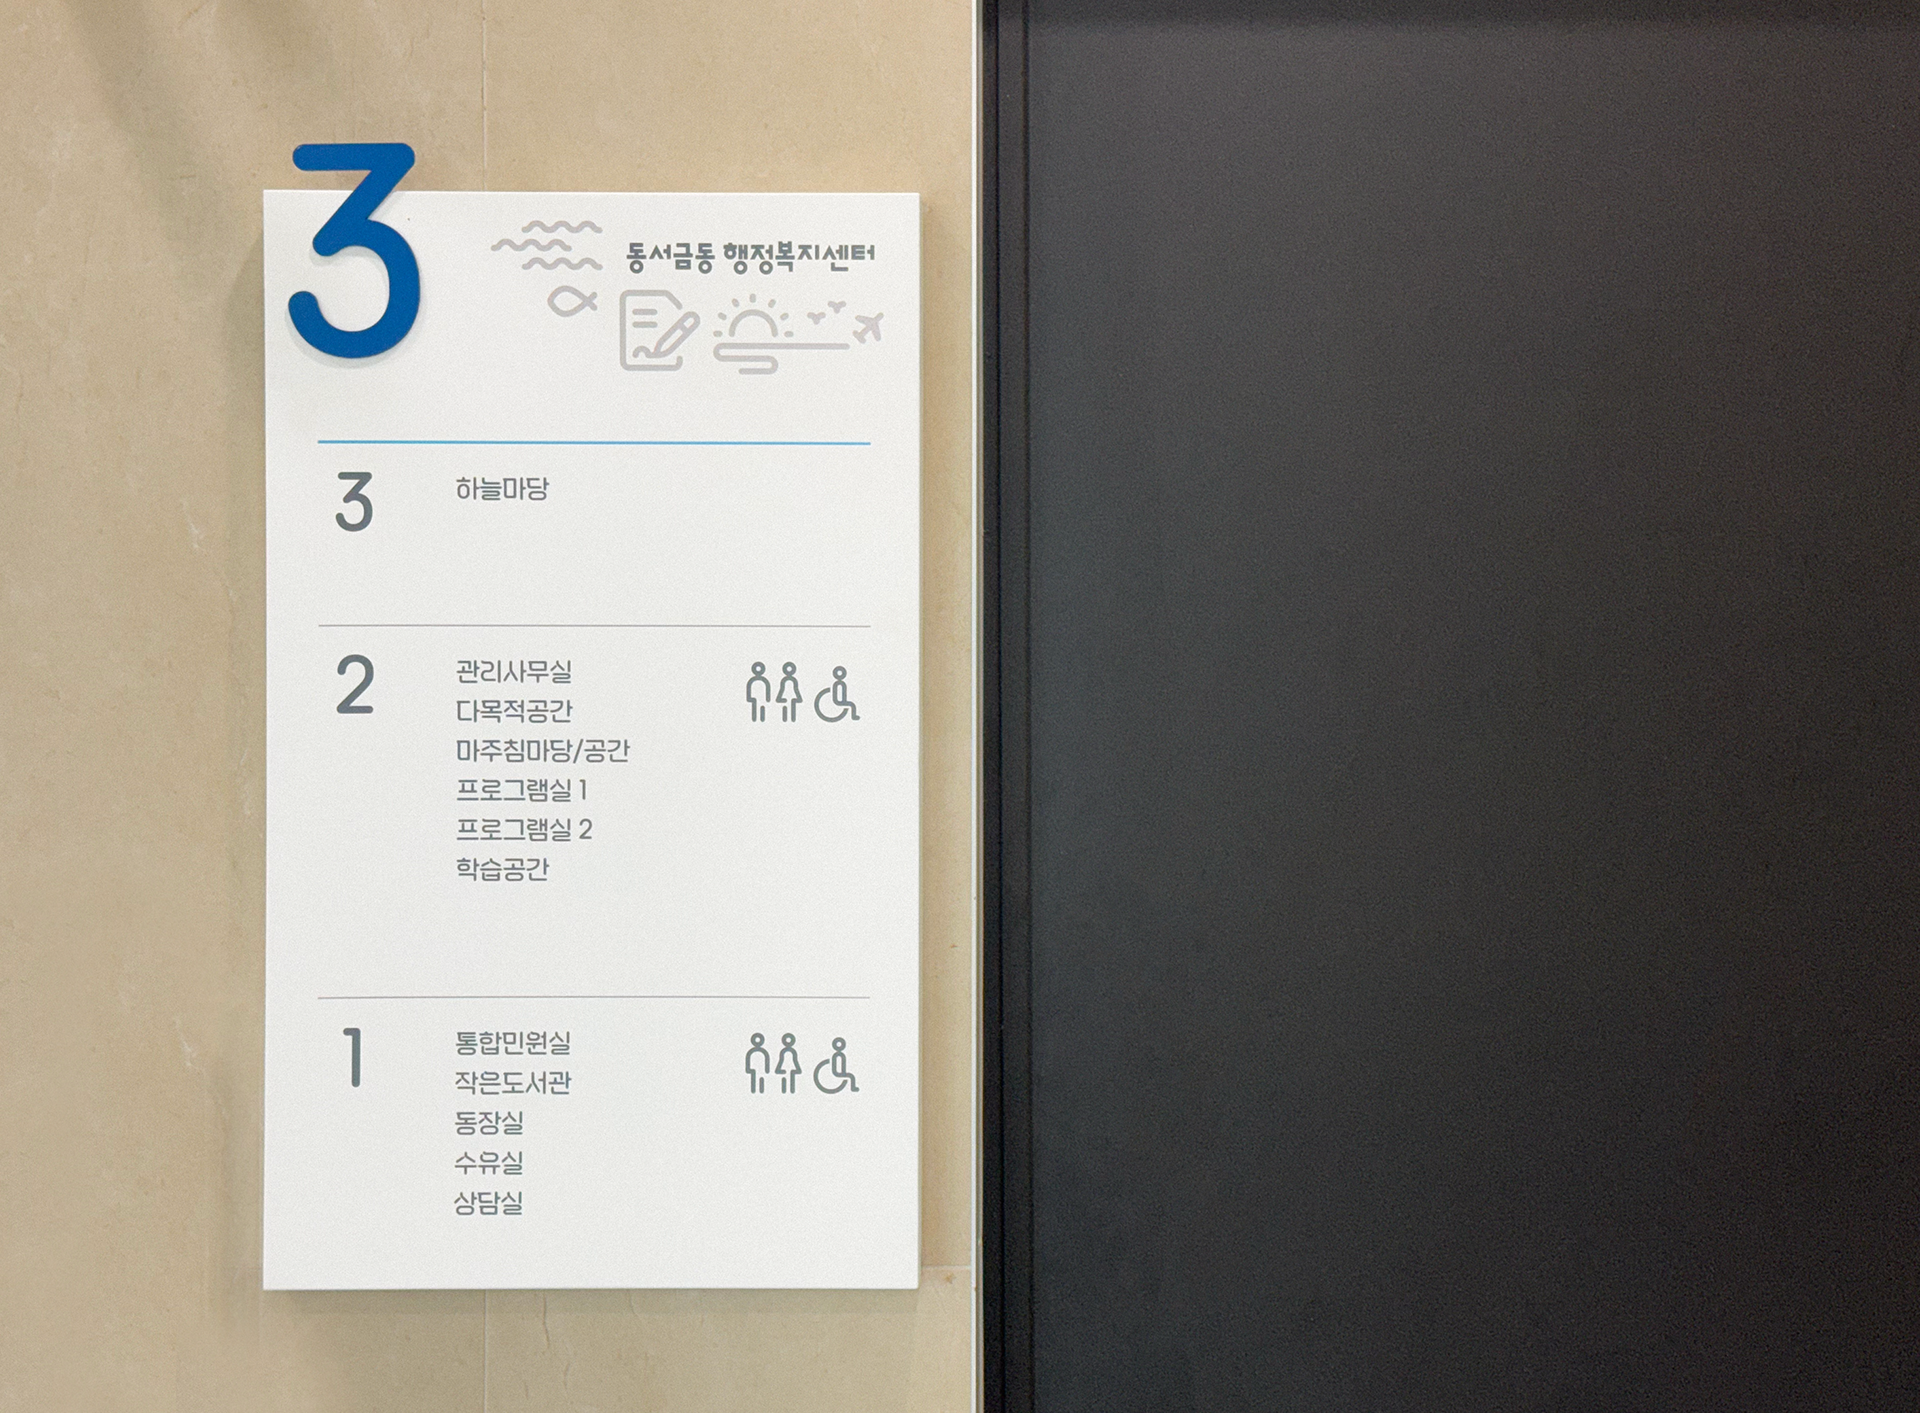 3
동서금동 행정복지센터
3 하늘마당
2 관리사무실
다목적공간
마주침마당/공간
프로그램실 1
프로그램실 2
학습공간
1 통합민원실
작은도서관
동장실
수유실
상담실